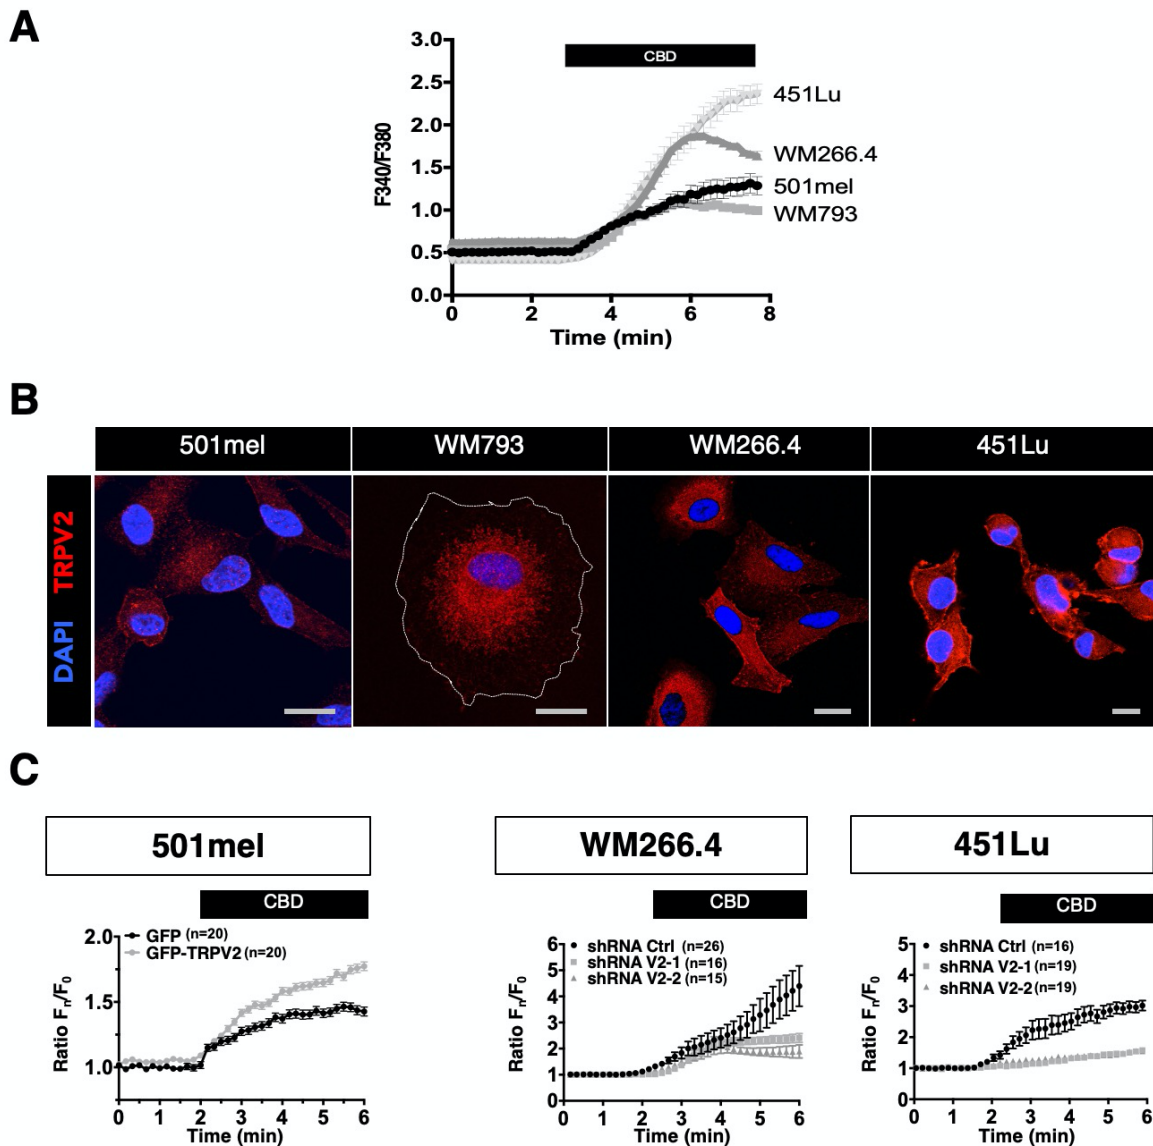 A
CBD
3.0
2.5
2.0
1.5
1.0
0.5
0.0
F340/F380
451Lu
WM266.4
501mel
WM793
0 2 4 6 8
Time (min)
B
501mel WM793 WM266.4 451Lu
DAPI TRPV2
C
501mel
CBD
GFP (n=20)
GFP-TRPV2 (n=20)
2.0
1.5
1.0
Ratio Fn/F0
0 1 2 3 4 5 6
Time (min)
WM266.4
CBD
shRNA Ctrl (n=26)
shRNA V2-1 (n=16)
shRNA V2-2 (n=15)
6
5
4
3
2
1
0
Ratio Fn/F0
0 1 2 3 4 5 6
Time (min)
451Lu
CBD
shRNA Ctrl (n=16)
shRNA V2-1 (n=19)
shRNA V2-2 (n=19)
5
4
3
2
1
0
Ratio Fn/F0
0 1 2 3 4 5 6
Time (min)